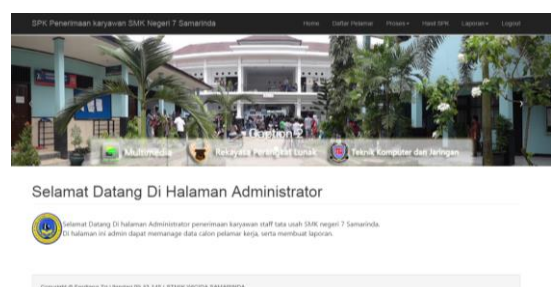 SPK Penerimaan karyawan SMK Negeri 7 Samarinda
Home Daftar Pelamar Proses Hasil SPK Laporan Logout
Caption 2
Multimedia Rekayasa Perangkat Lunak Teknik Komputer dan Jaringan
Selamat Datang Di Halaman Administrator
Selamat Datang Di halaman Administrator penerimaan karyawan staff tata usah SMK negeri 7 Samarinda.
Di halaman ini admin dapat memanage data calon pelamar kerja, serta membuat laporan.
Copyright ©